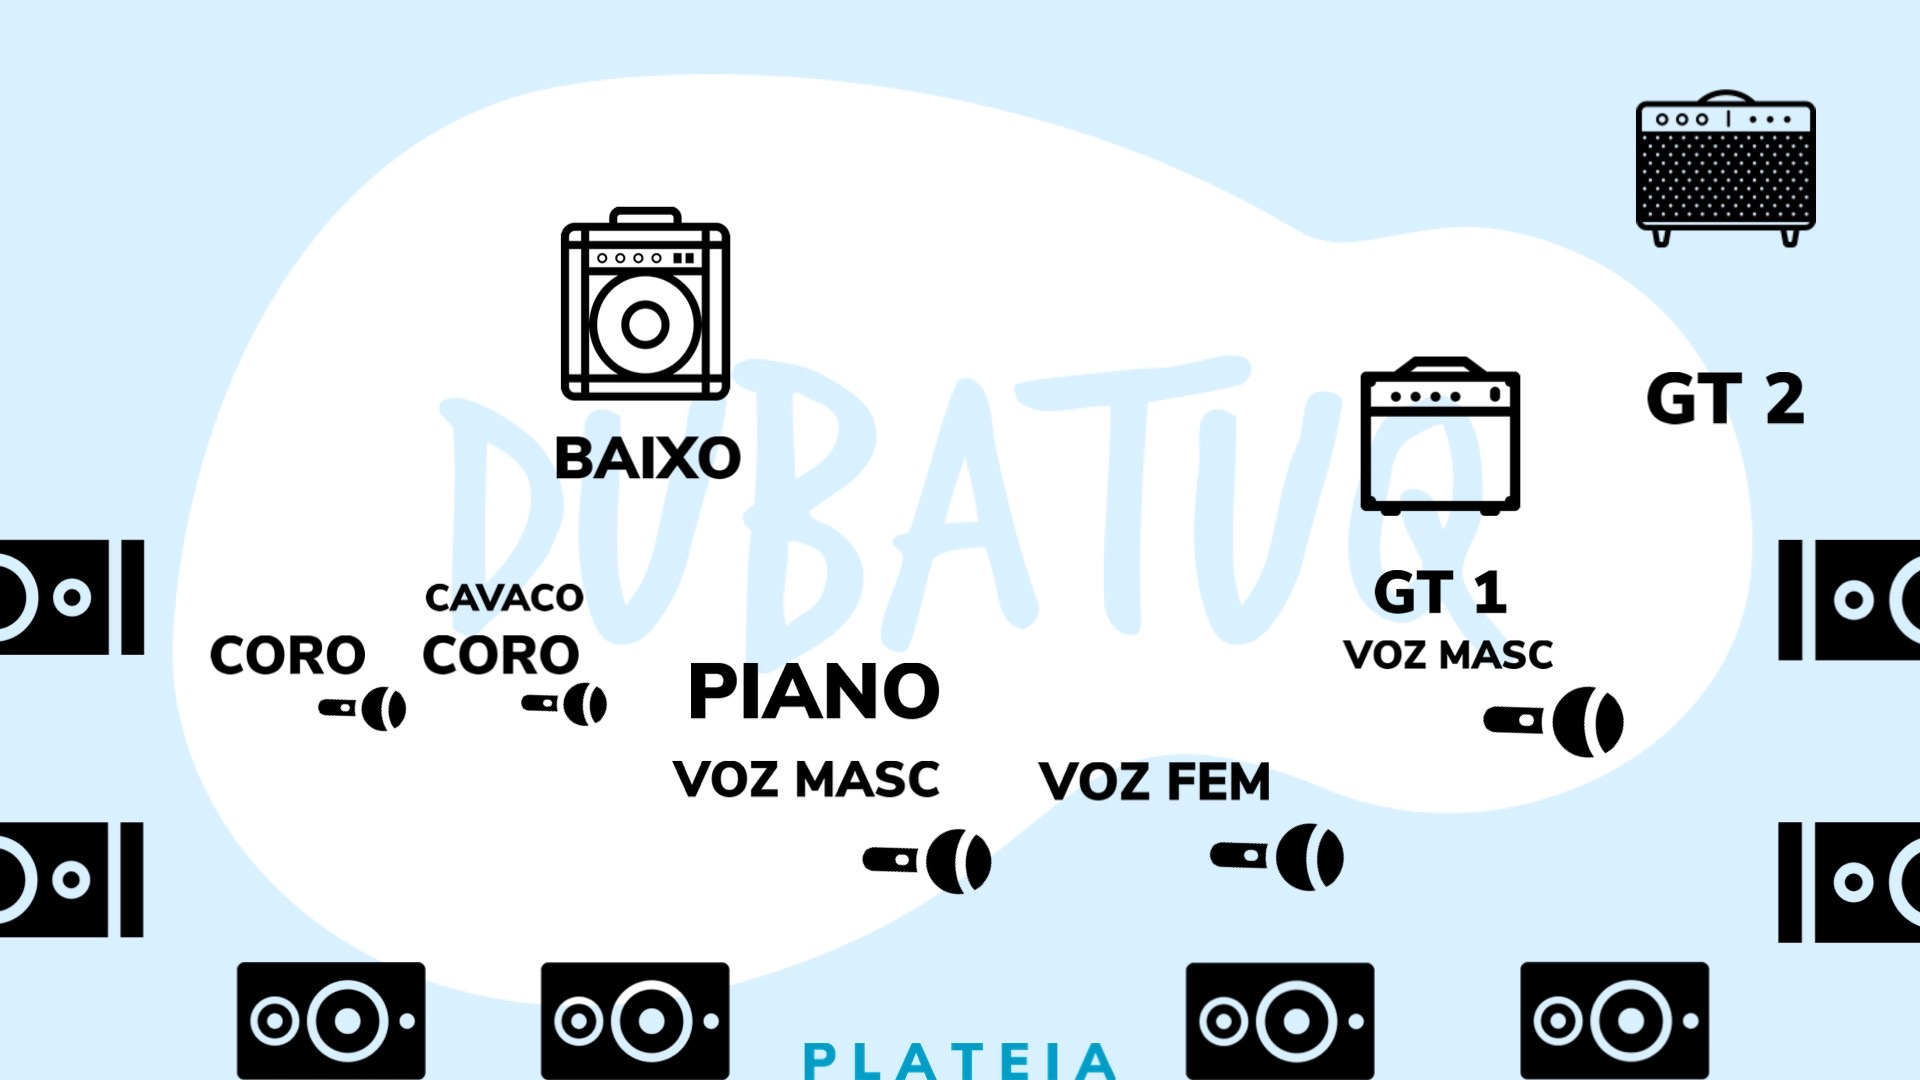 DUBATUQ
BAIXO
GT 2
GT 1
VOZ MASC
CAVACO
CORO
CORO
PIANO
VOZ MASC
VOZ FEM
PLATEIA